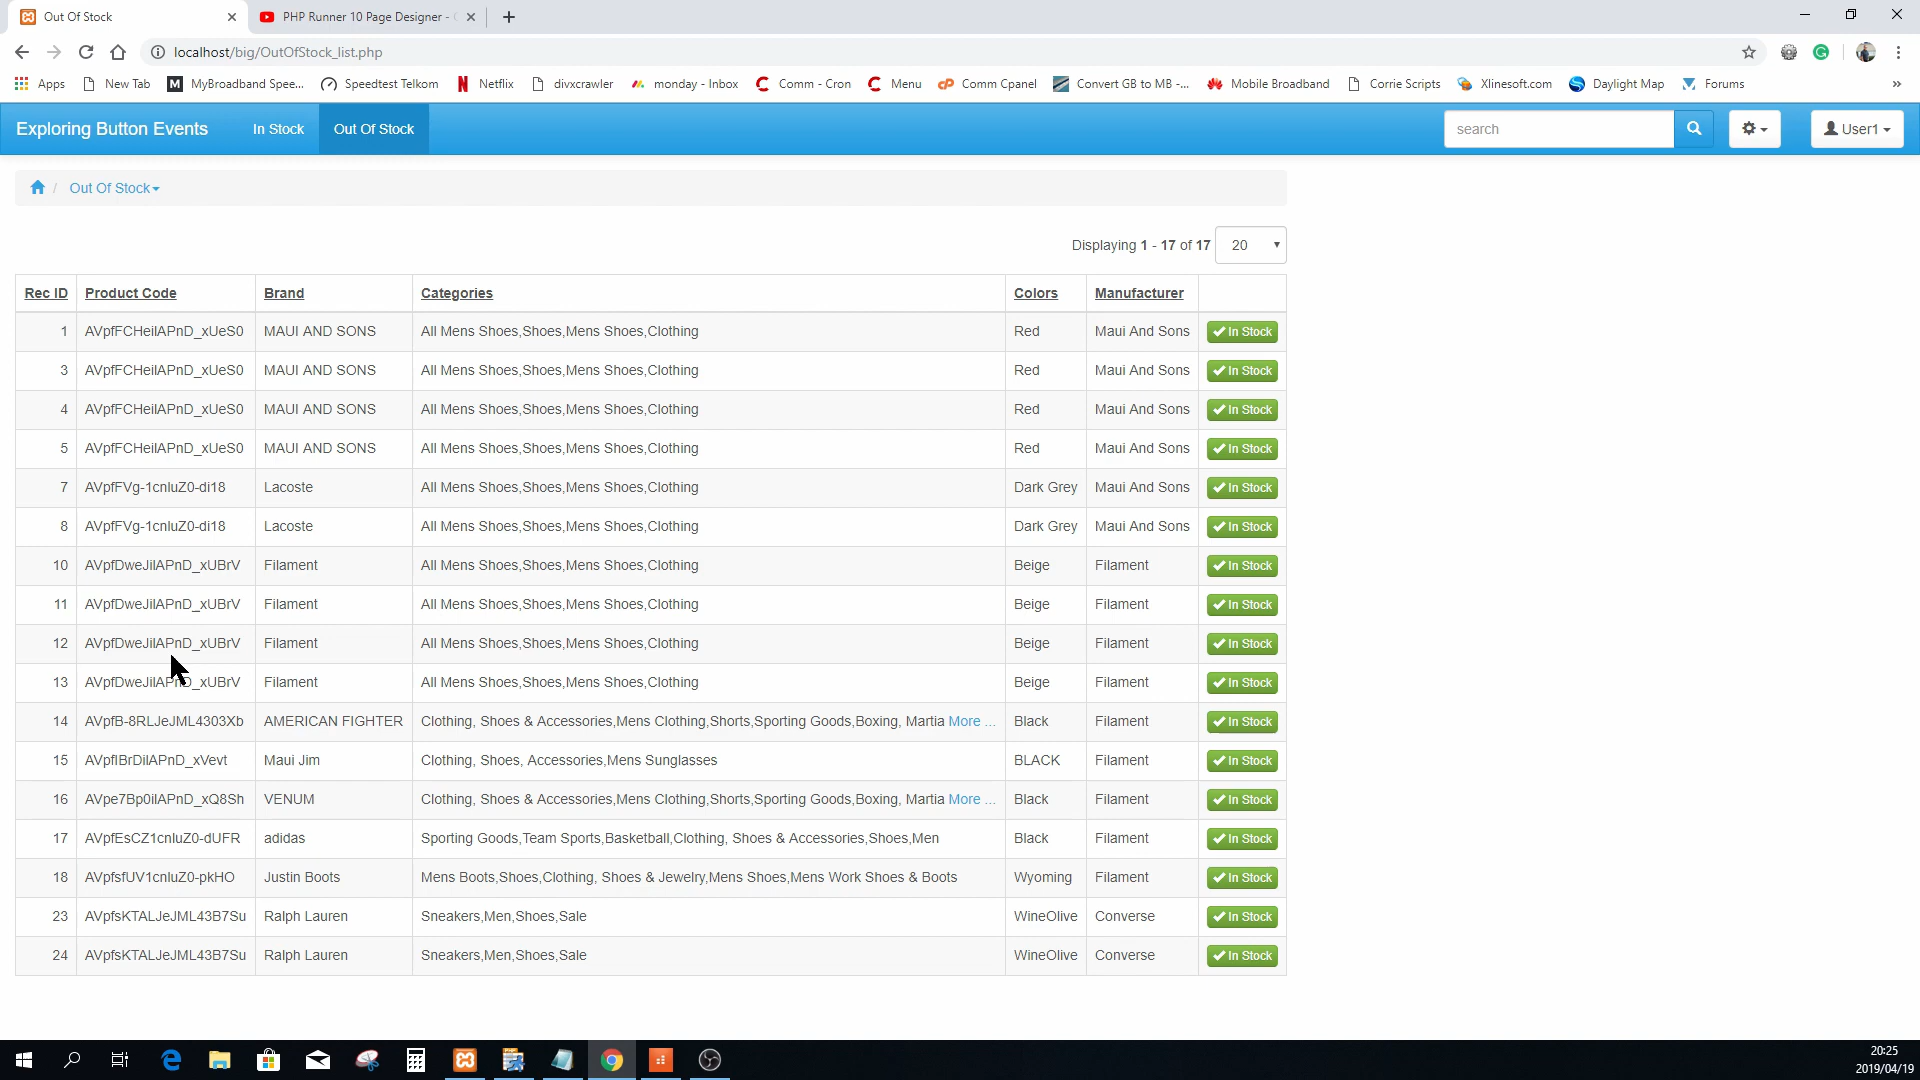 Out Of Stock
PHP Runner 10 Page Designer -
localhost/big/OutOfStock_list.php
Apps New Tab MyBroadband Spee... Speedtest Telkom Netflix divxcrawler monday - Inbox Comm - Cron Menu Comm Cpanel Convert GB to MB -... Mobile Broadband Corrie Scripts Xlinesoft.com Daylight Map Forums »
Exploring Button Events In Stock Out Of Stock search User1
/ Out Of Stock
Displaying 1 - 17 of 17 20
Rec ID Product Code Brand Categories Colors Manufacturer
1 AVpfFCHeilAPnD_xUeS0 MAUI AND SONS All Mens Shoes,Shoes,Mens Shoes,Clothing Red Maui And Sons In Stock
3 AVpfFCHeilAPnD_xUeS0 MAUI AND SONS All Mens Shoes,Shoes,Mens Shoes,Clothing Red Maui And Sons In Stock
4 AVpfFCHeilAPnD_xUeS0 MAUI AND SONS All Mens Shoes,Shoes,Mens Shoes,Clothing Red Maui And Sons In Stock
5 AVpfFCHeilAPnD_xUeS0 MAUI AND SONS All Mens Shoes,Shoes,Mens Shoes,Clothing Red Maui And Sons In Stock
7 AVpfFVg-1cnluZ0-di18 Lacoste All Mens Shoes,Shoes,Mens Shoes,Clothing Dark Grey Maui And Sons In Stock
8 AVpfFVg-1cnluZ0-di18 Lacoste All Mens Shoes,Shoes,Mens Shoes,Clothing Dark Grey Maui And Sons In Stock
10 AVpfDweJilAPnD_xUBrV Filament All Mens Shoes,Shoes,Mens Shoes,Clothing Beige Filament In Stock
11 AVpfDweJilAPnD_xUBrV Filament All Mens Shoes,Shoes,Mens Shoes,Clothing Beige Filament In Stock
12 AVpfDweJilAPnD_xUBrV Filament All Mens Shoes,Shoes,Mens Shoes,Clothing Beige Filament In Stock
13 AVpfDweJilAPnD_xUBrV Filament All Mens Shoes,Shoes,Mens Shoes,Clothing Beige Filament In Stock
14 AVpfB-8RLJeJML4303Xb AMERICAN FIGHTER Clothing, Shoes & Accessories,Mens Clothing,Shorts,Sporting Goods,Boxing, Martia More ... Black Filament In Stock
15 AVpfIBrDilAPnD_xVevt Maui Jim Clothing, Shoes, Accessories,Mens Sunglasses BLACK Filament In Stock
16 AVpe7Bp0ilAPnD_xQ8Sh VENUM Clothing, Shoes & Accessories,Mens Clothing,Shorts,Sporting Goods,Boxing, Martia More ... Black Filament In Stock
17 AVpfEsCZ1cnluZ0-dUFR adidas Sporting Goods,Team Sports,Basketball,Clothing, Shoes & Accessories,Shoes,Men Black Filament In Stock
18 AVpfsfUV1cnluZ0-pkHO Justin Boots Mens Boots,Shoes,Clothing, Shoes & Jewelry,Mens Shoes,Mens Work Shoes & Boots Wyoming Filament In Stock
23 AVpfsKTALJeJML43B7Su Ralph Lauren Sneakers,Men,Shoes,Sale WineOlive Converse In Stock
24 AVpfsKTALJeJML43B7Su Ralph Lauren Sneakers,Men,Shoes,Sale WineOlive Converse In Stock
20:25
2019/04/19